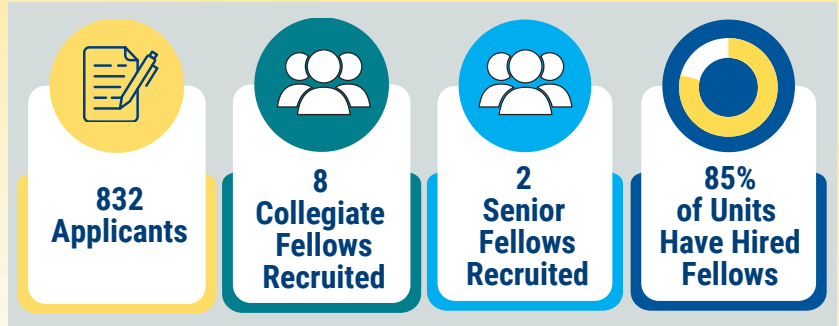 832
Applicants
8
Collegiate
Fellows
Recruited
2
Senior
Fellows
Recruited
85%
of Units
Have Hired
Fellows